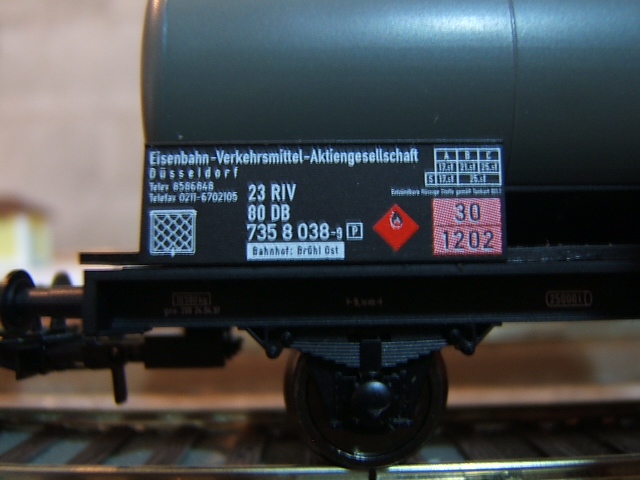 Eisenbahn-Verkehrsmittel-Aktiengesellschaft
Düsseldorf
Telex 8586848
Telefax 0211-6702105
23 RIV
80 DB
735 8 038-9 P
Bahnhof: Brühl Ost
A B C
S
30
1202